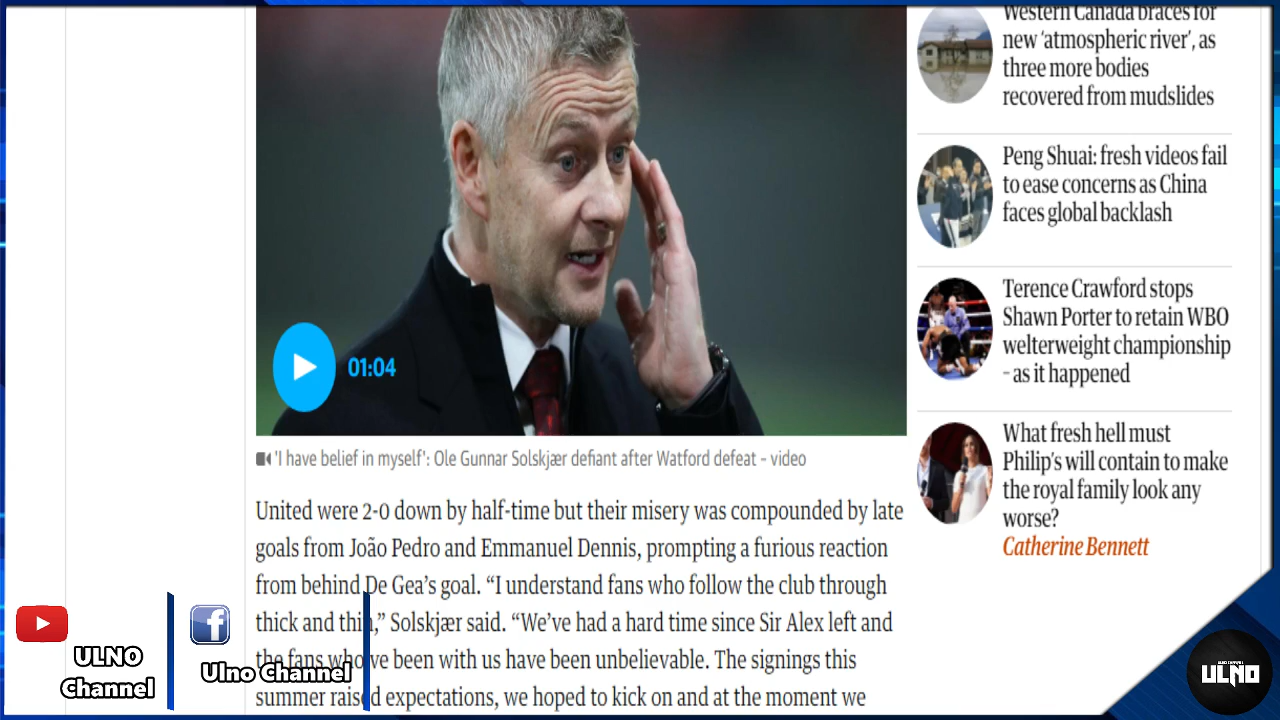 01:04
'I have belief in myself': Ole Gunnar Solskjær defiant after Watford defeat – video
United were 2-0 down by half-time but their misery was compounded by late
goals from João Pedro and Emmanuel Dennis, prompting a furious reaction
from behind De Gea’s goal. “I understand fans who follow the club through
thick and thin,” Solskjær said. “We’ve had a hard time since Sir Alex left and
the fans who’ve been with us have been unbelievable. The signings this
summer raised expectations, we hoped to kick on and at the moment we
Western Canada braces for
new ‘atmospheric river’, as
three more bodies
recovered from mudslides
Peng Shuai: fresh videos fail
to ease concerns as China
faces global backlash
Terence Crawford stops
Shawn Porter to retain WBO
welterweight championship
– as it happened
What fresh hell must
Philip’s will contain to make
the royal family look any
worse?
Catherine Bennett
ULNO
Channel
Ulno Channel
ULNO